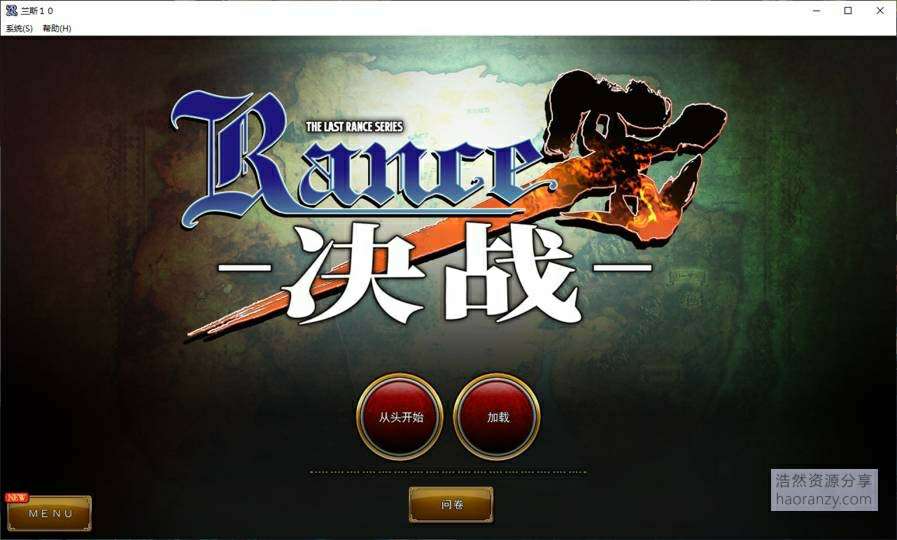 兰斯１０
系统(S) 帮助(H)
THE LAST RANCE SERIES
Rance
决战
从头开始 加载
问卷
NEW
MENU
浩然资源分享
haoranzy.com